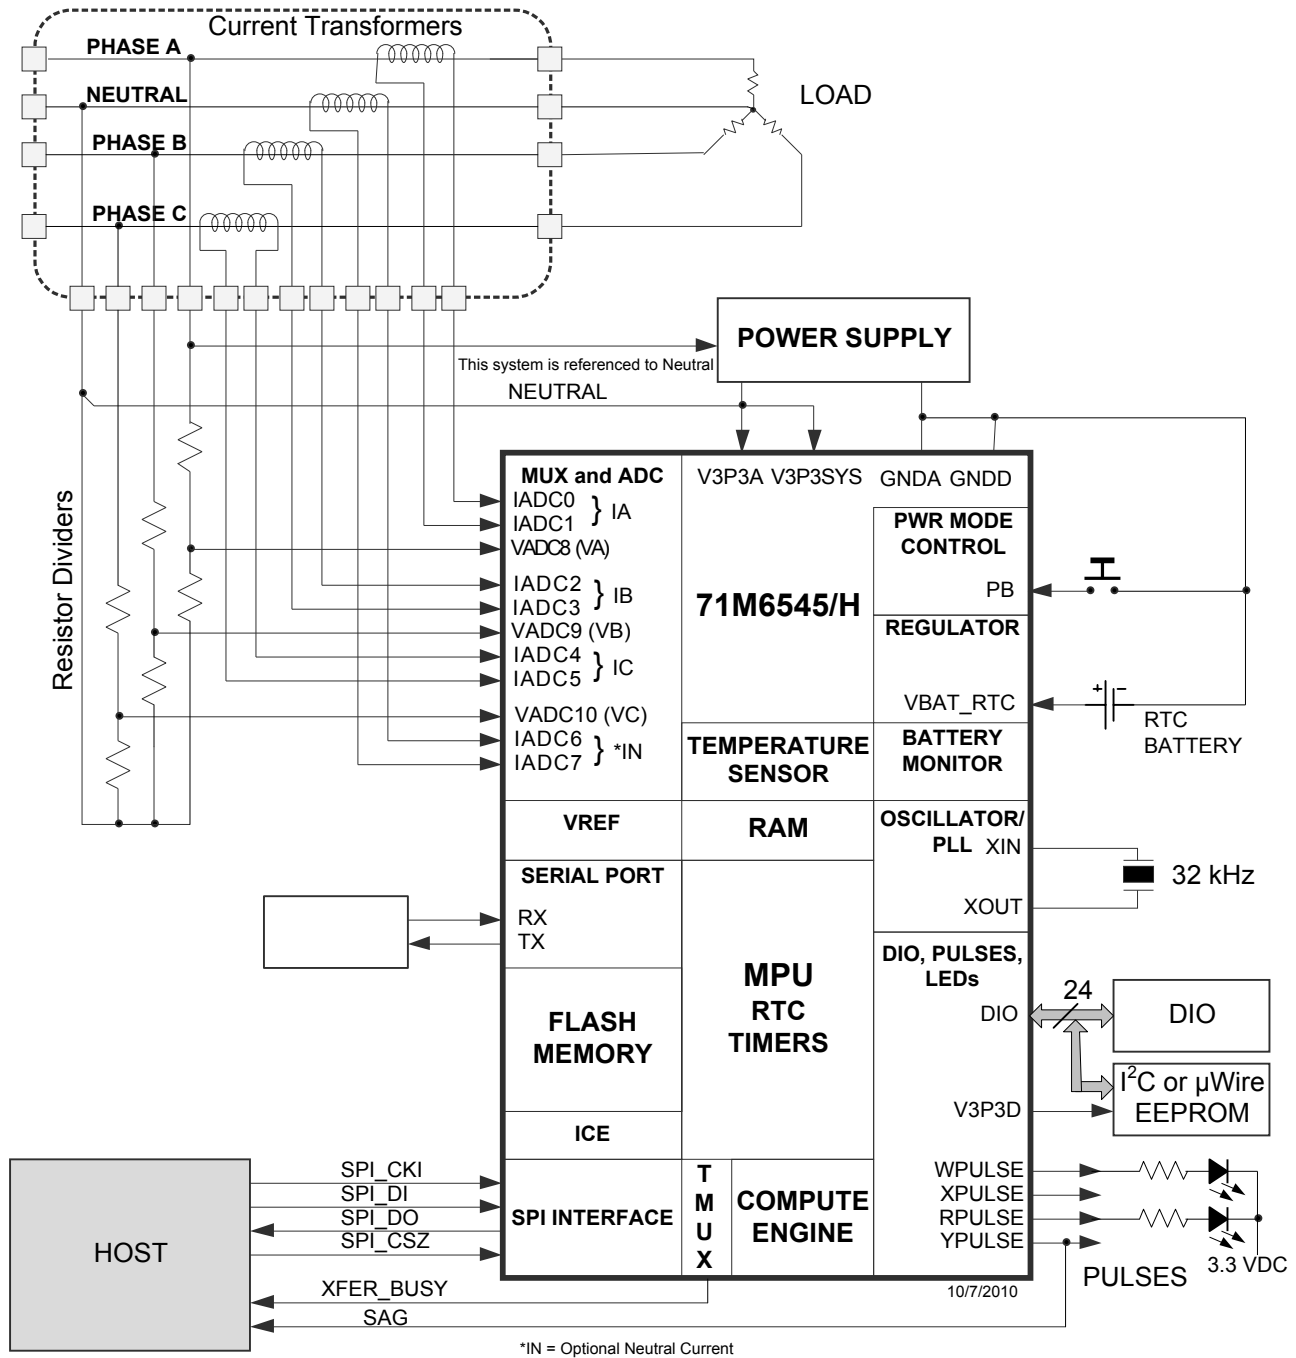 Current Transformers
PHASE A
NEUTRAL
PHASE B
PHASE C
LOAD
POWER SUPPLY
This system is referenced to Neutral
NEUTRAL
Resistor Dividers
MUX and ADC
IADC0
IADC1
} IA
VADC8 (VA)
IADC2
IADC3
} IB
VADC9 (VB)
IADC4
IADC5
} IC
VADC10 (VC)
IADC6
IADC7
} *IN
V3P3A V3P3SYS
GNDA GNDD
71M6545/H
PWR MODE
CONTROL
PB
REGULATOR
VBAT_RTC
+ −
RTC
BATTERY
TEMPERATURE
SENSOR
BATTERY
MONITOR
VREF
RAM
OSCILLATOR/
PLL XIN
XOUT
32 kHz
SERIAL PORT
RX
TX
MPU
RTC
TIMERS
DIO, PULSES,
LEDs
DIO
24
DIO
I²C or µWire
EEPROM
V3P3D
FLASH
MEMORY
ICE
WPULSE
XPULSE
RPULSE
YPULSE
PULSES
3.3 VDC
HOST
SPI_CKI
SPI_DI
SPI_DO
SPI_CSZ
SPI INTERFACE
T
M
U
X
COMPUTE
ENGINE
XFER_BUSY
SAG
10/7/2010
*IN = Optional Neutral Current